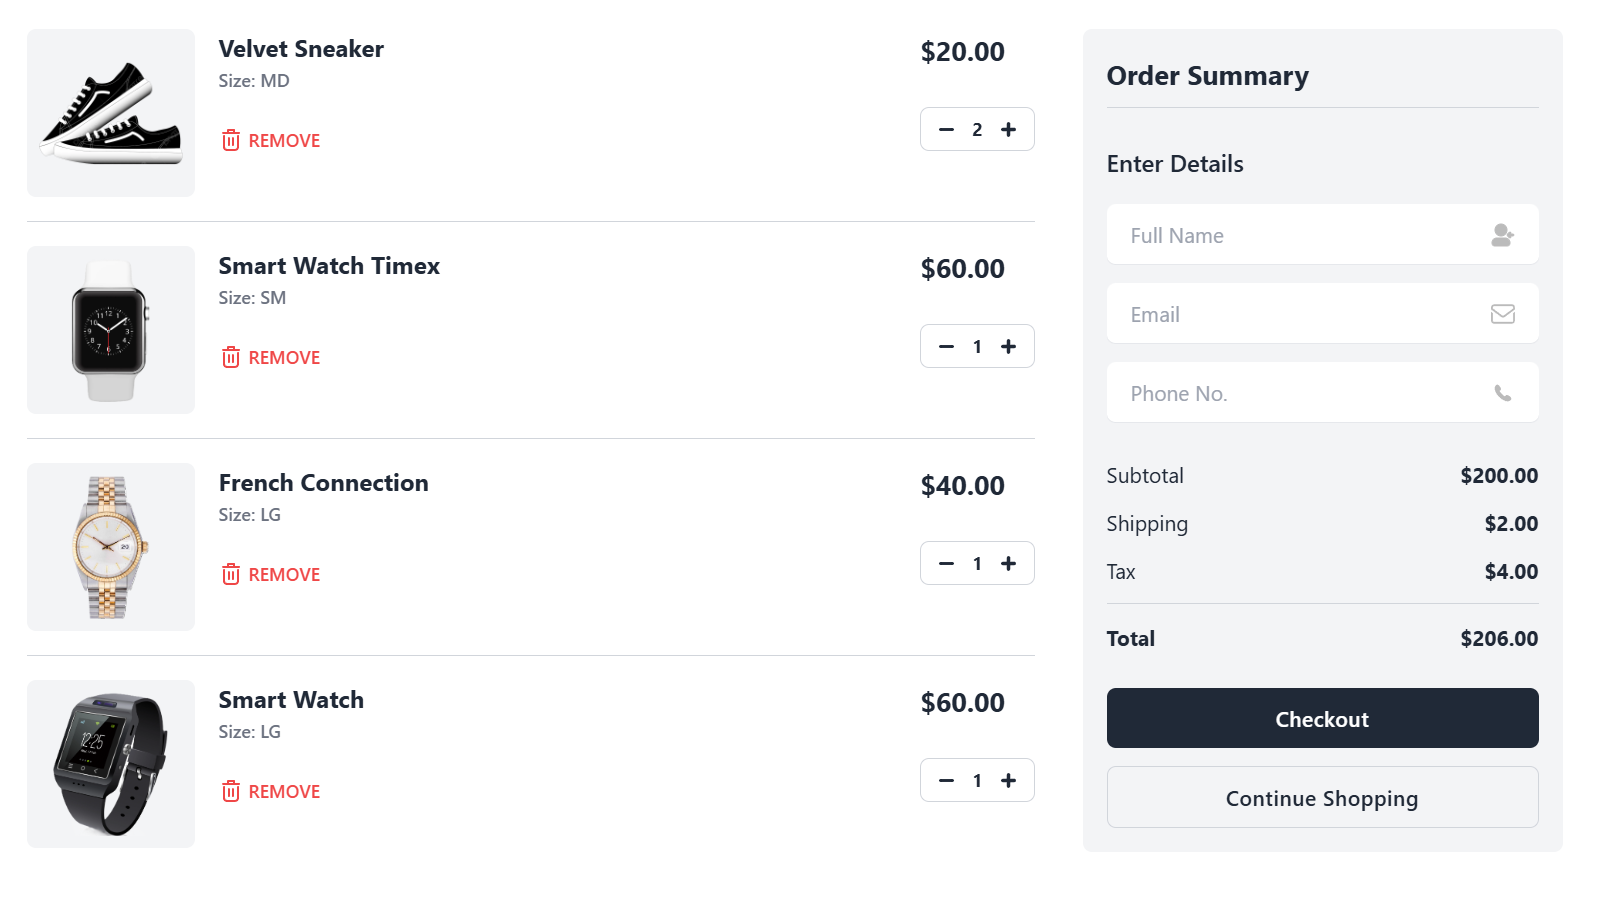 Velvet Sneaker
Size: MD
REMOVE
$20.00
2
Smart Watch Timex
Size: SM
REMOVE
$60.00
1
French Connection
Size: LG
REMOVE
$40.00
1
Smart Watch
Size: LG
REMOVE
$60.00
1
12:25
Order Summary
Enter Details
Full Name
Email
Phone No.
Subtotal $200.00
Shipping $2.00
Tax $4.00
Total $206.00
Checkout
Continue Shopping